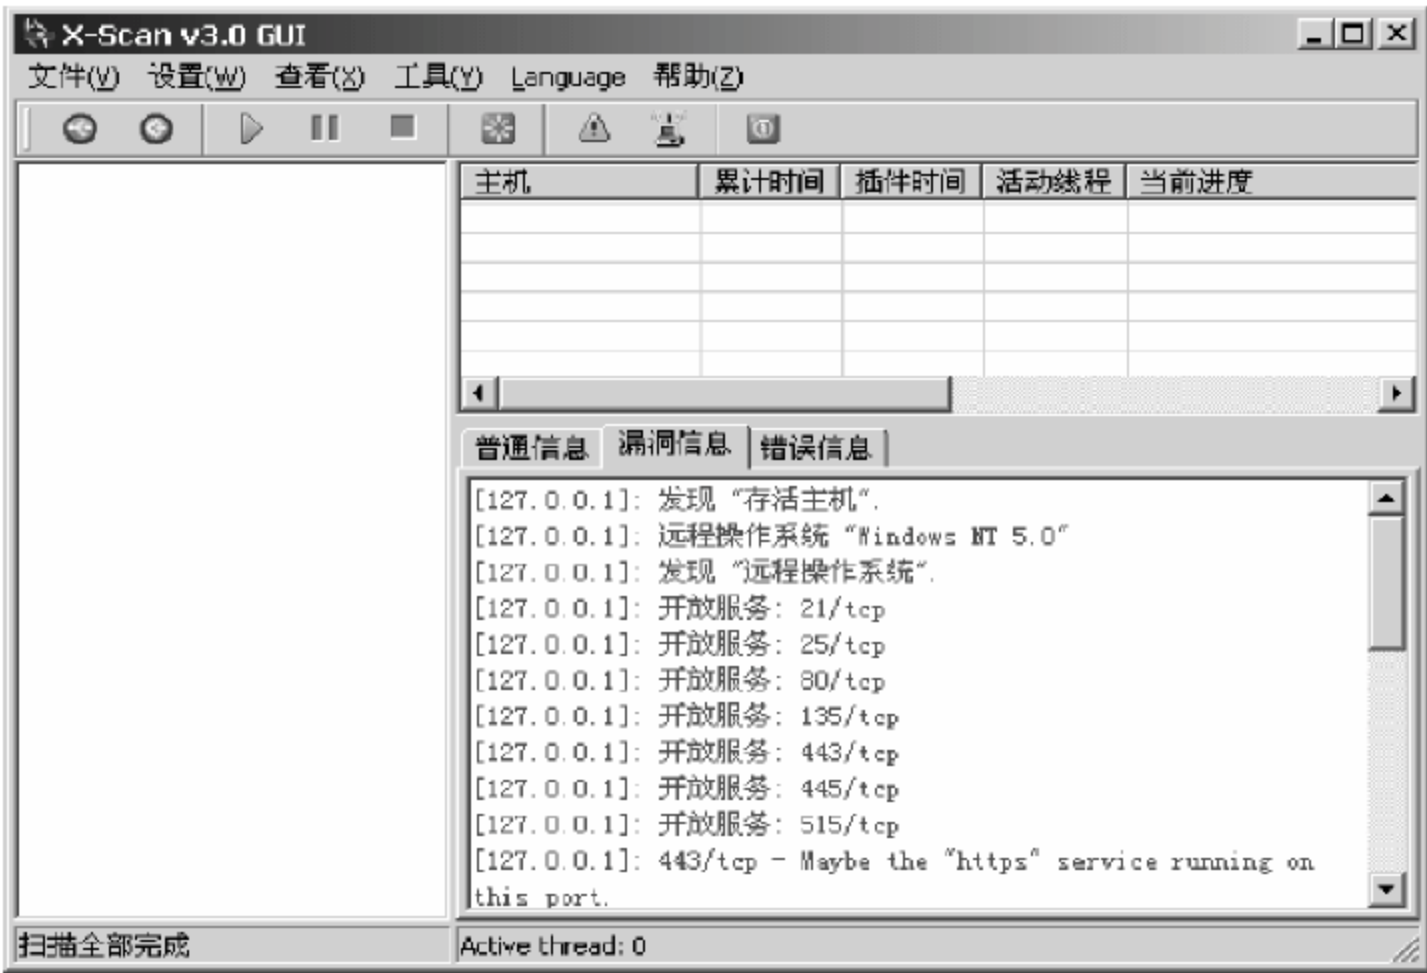 X-Scan v3.0 GUI
文件(V) 设置(W) 查看(X) 工具(Y) Language 帮助(Z)
主机 累计时间 插件时间 活动线程 当前进度
普通信息 漏洞信息 错误信息
[127.0.0.1]: 发现 "存活主机".
[127.0.0.1]: 远程操作系统 "Windows NT 5.0"
[127.0.0.1]: 发现 "远程操作系统".
[127.0.0.1]: 开放服务: 21/tcp
[127.0.0.1]: 开放服务: 25/tcp
[127.0.0.1]: 开放服务: 80/tcp
[127.0.0.1]: 开放服务: 135/tcp
[127.0.0.1]: 开放服务: 443/tcp
[127.0.0.1]: 开放服务: 445/tcp
[127.0.0.1]: 开放服务: 515/tcp
[127.0.0.1]: 443/tcp - Maybe the "https" service running on
this port.
扫描全部完成 Active thread: 0